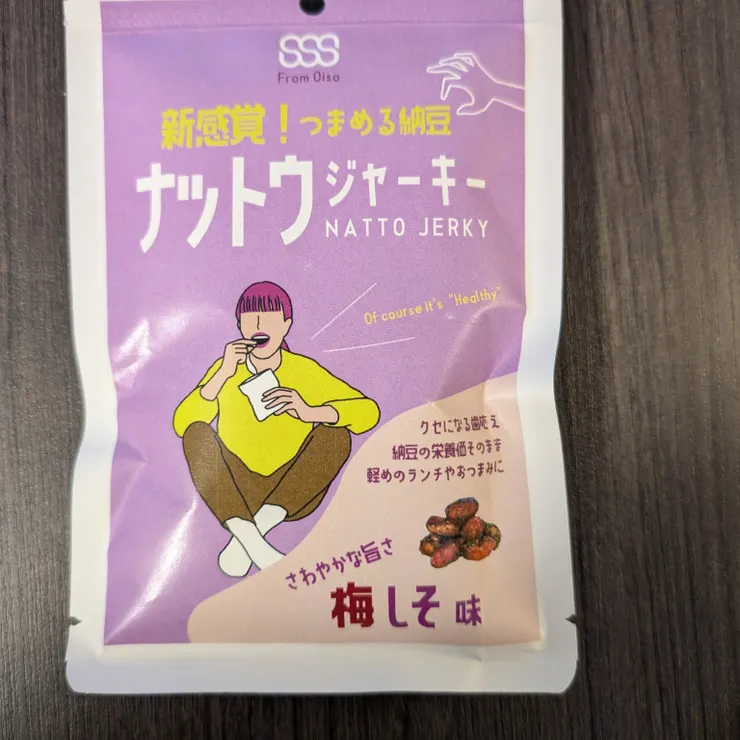 SSS
From Oiso
新感覚！つまめる納豆
ナットウジャーキー
NATTO JERKY
Of course it's "Healthy"
クセになる歯応え
納豆の栄養価そのまま
軽めのランチやおつまみに
さわやかな旨さ
梅しそ味